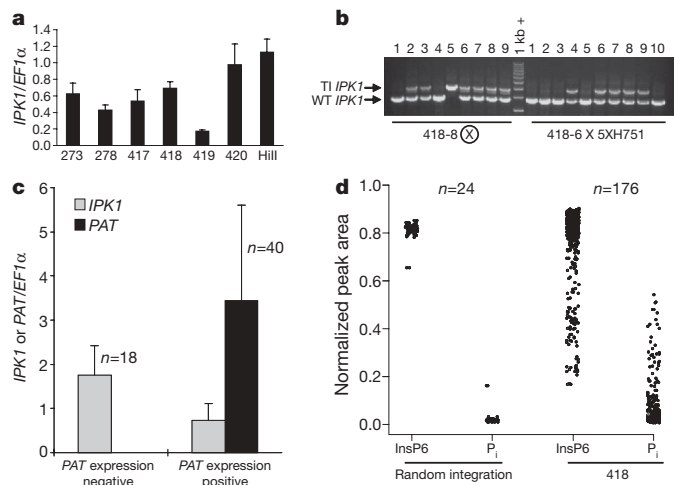 a
IPK1/EF1α
1.4
1.2
1.0
0.8
0.6
0.4
0.2
0.0
273 278 417 418 419 420 Hill
b
1 2 3 4 5 6 7 8 9 1 kb + 1 2 3 4 5 6 7 8 9 10
TI IPK1
WT IPK1
418-8 X
418-6 X 5XH751
c
IPK1 or PAT/EF1α
6
5
4
3
2
1
0
IPK1
PAT
n=40
n=18
PAT expression negative
PAT expression positive
d
n=24 n=176
Normalized peak area
1.0
0.8
0.6
0.4
0.2
0.0
InsP6 Pi InsP6 Pi
Random integration 418